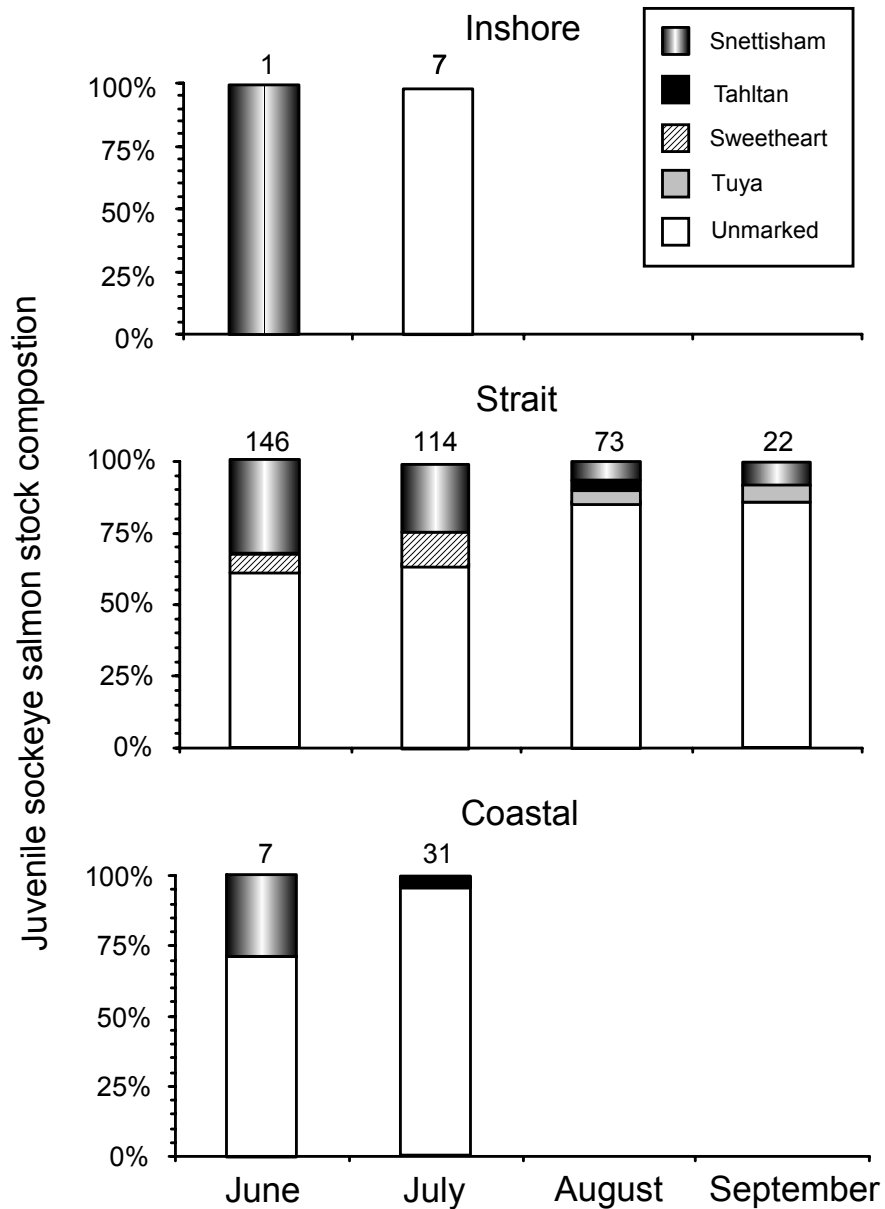 Inshore
Snettisham
Tahltan
Sweetheart
Tuya
Unmarked
1
7
100%
75%
50%
25%
0%
Juvenile sockeye salmon stock compostion
Strait
146
114
73
22
100%
75%
50%
25%
0%
Coastal
7
31
100%
75%
50%
25%
0%
June
July
August
September